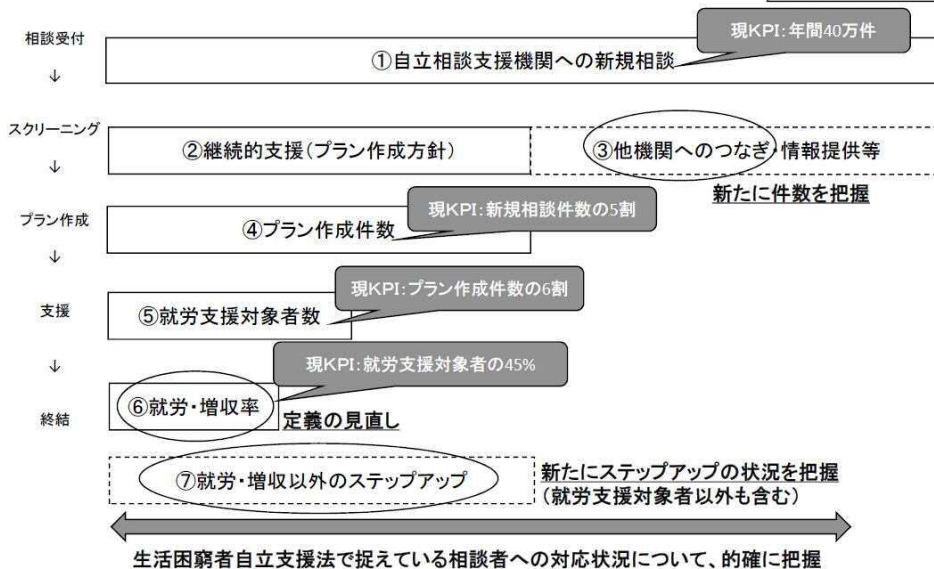 相談受付
現KPI：年間40万件
①自立相談支援機関への新規相談
↓
スクリーニング
②継続的支援（プラン作成方針）
③他機関へのつなぎ・情報提供等
↓
新たに件数を把握
プラン作成
現KPI：新規相談件数の5割
④プラン作成件数
↓
現KPI：プラン作成件数の6割
支援
⑤就労支援対象者数
↓
現KPI：就労支援対象者の45%
⑥就労・増収率
終結
定義の見直し
⑦就労・増収以外のステップアップ
新たにステップアップの状況を把握
（就労支援対象者以外も含む）
生活困窮者自立支援法で捉えている相談者への対応状況について、的確に把握